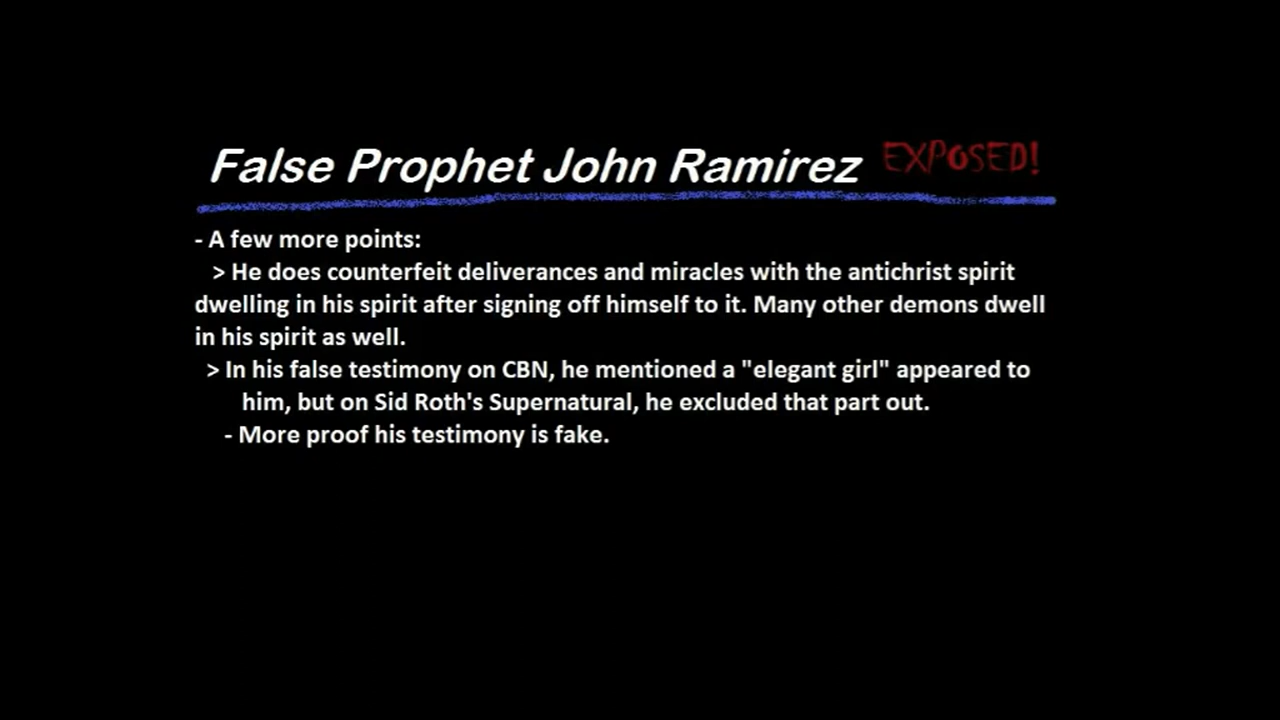 False Prophet John Ramirez EXPOSED!
- A few more points:
> He does counterfeit deliverances and miracles with the antichrist spirit
dwelling in his spirit after signing off himself to it. Many other demons dwell
in his spirit as well.
> In his false testimony on CBN, he mentioned a "elegant girl" appeared to
him, but on Sid Roth's Supernatural, he excluded that part out.
- More proof his testimony is fake.